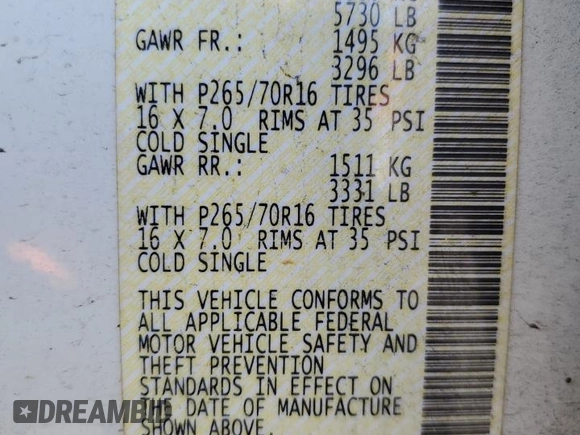 5730 LB
GAWR FR.: 1495 KG
3296 LB
WITH P265/70R16 TIRES
16 X 7.0 RIMS AT 35 PSI
COLD SINGLE
GAWR RR.: 1511 KG
3331 LB
WITH P265/70R16 TIRES
16 X 7.0 RIMS AT 35 PSI
COLD SINGLE
THIS VEHICLE CONFORMS TO
ALL APPLICABLE FEDERAL
MOTOR VEHICLE SAFETY AND
THEFT PREVENTION
STANDARDS IN EFFECT ON
THE DATE OF MANUFACTURE
SHOWN ABOVE.
DREAMBID